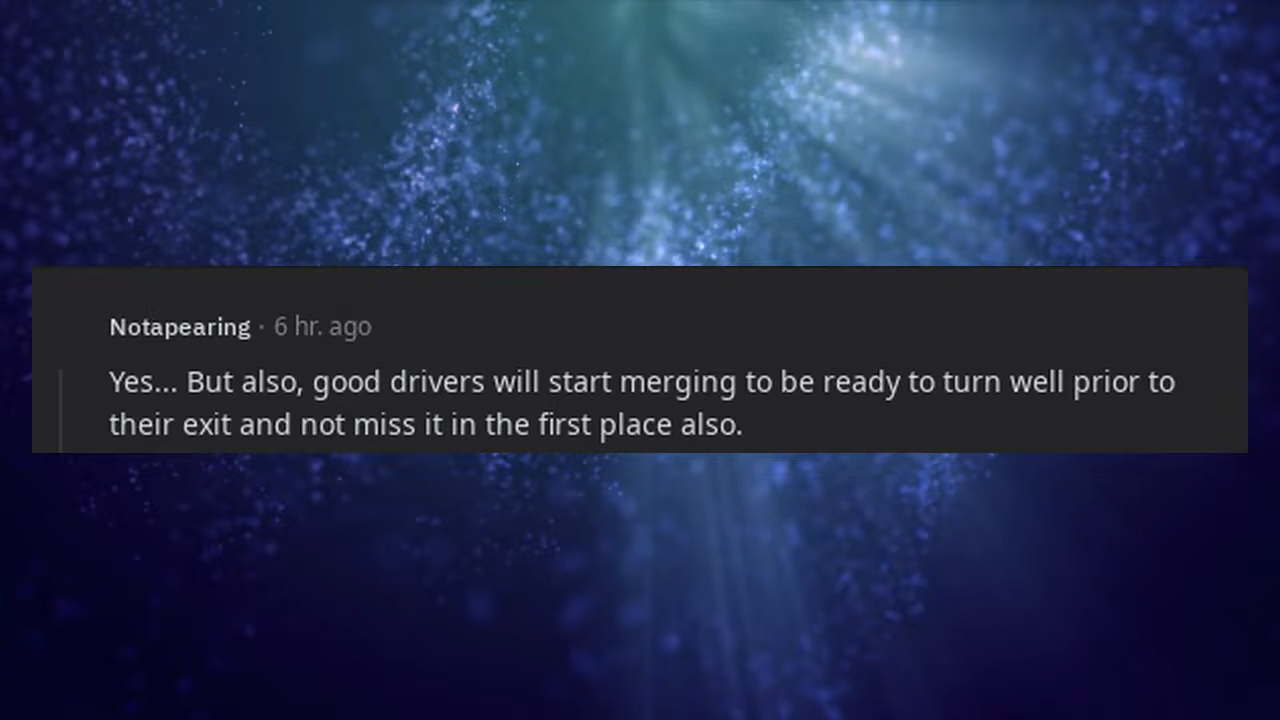 Notapearing · 6 hr. ago
Yes... But also, good drivers will start merging to be ready to turn well prior to
their exit and not miss it in the first place also.